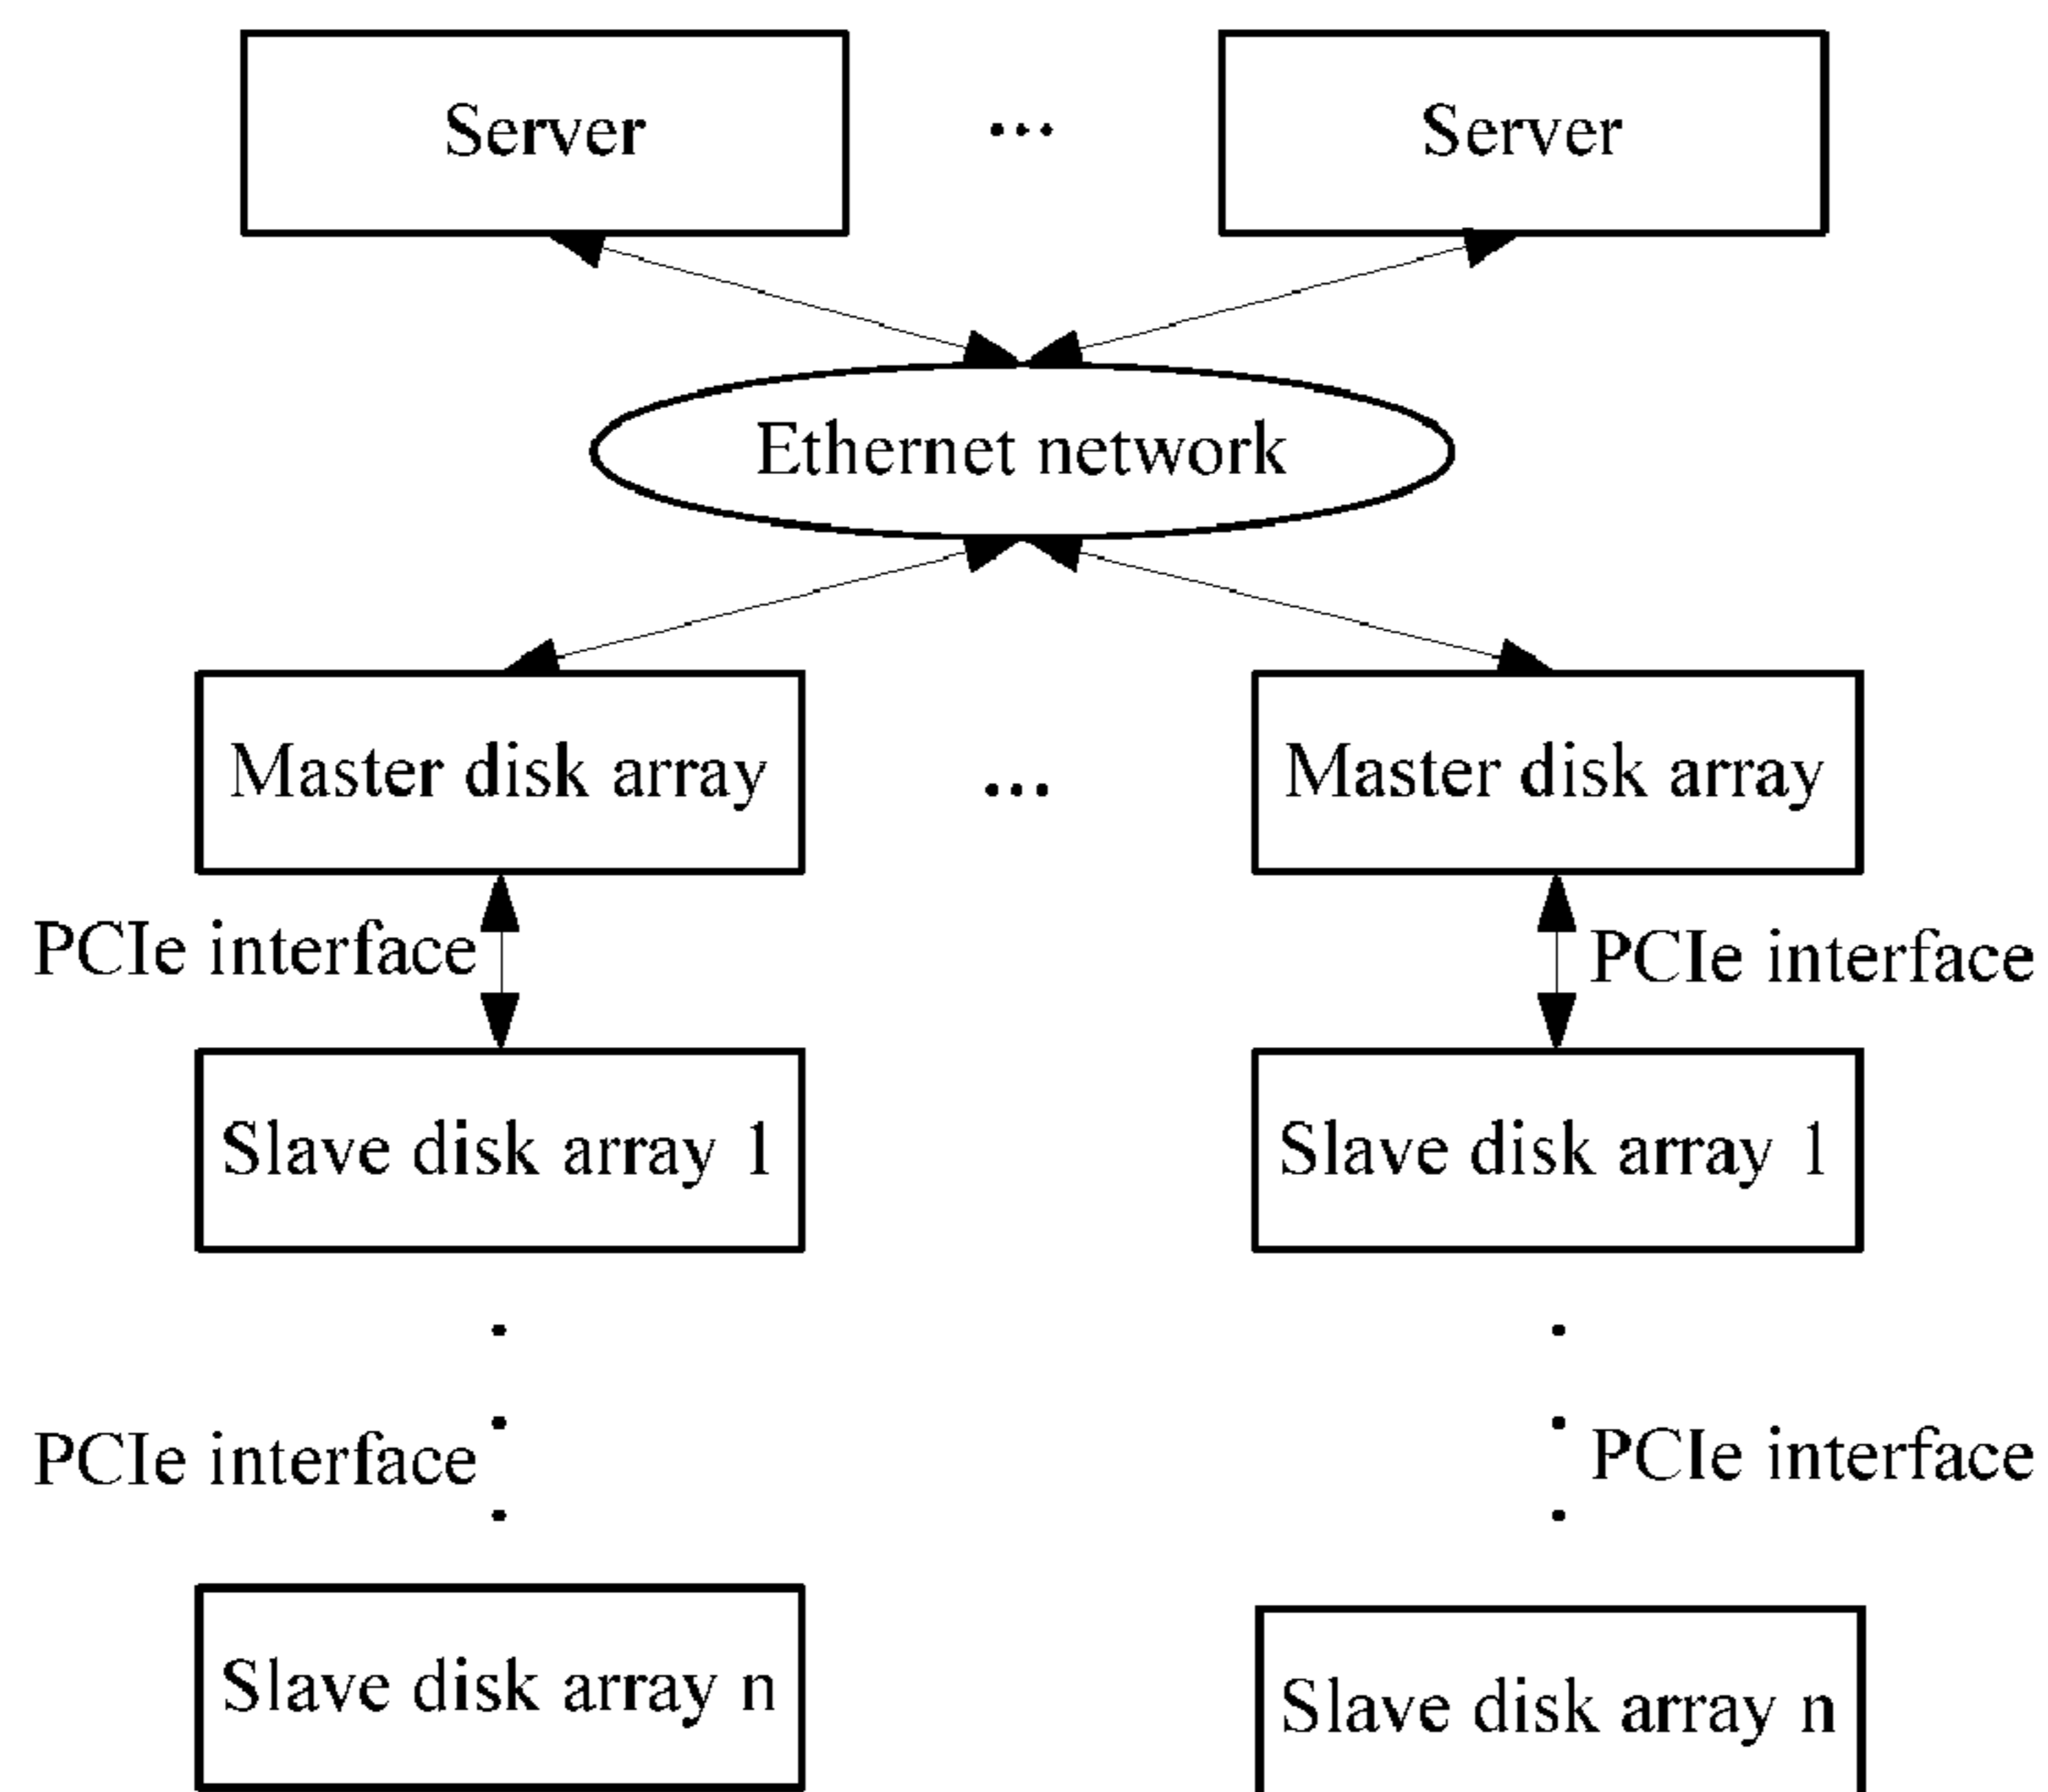 Server
...
Server
Ethernet network
Master disk array
...
Master disk array
PCIe interface
PCIe interface
Slave disk array 1
Slave disk array 1
PCIe interface
PCIe interface
Slave disk array n
Slave disk array n